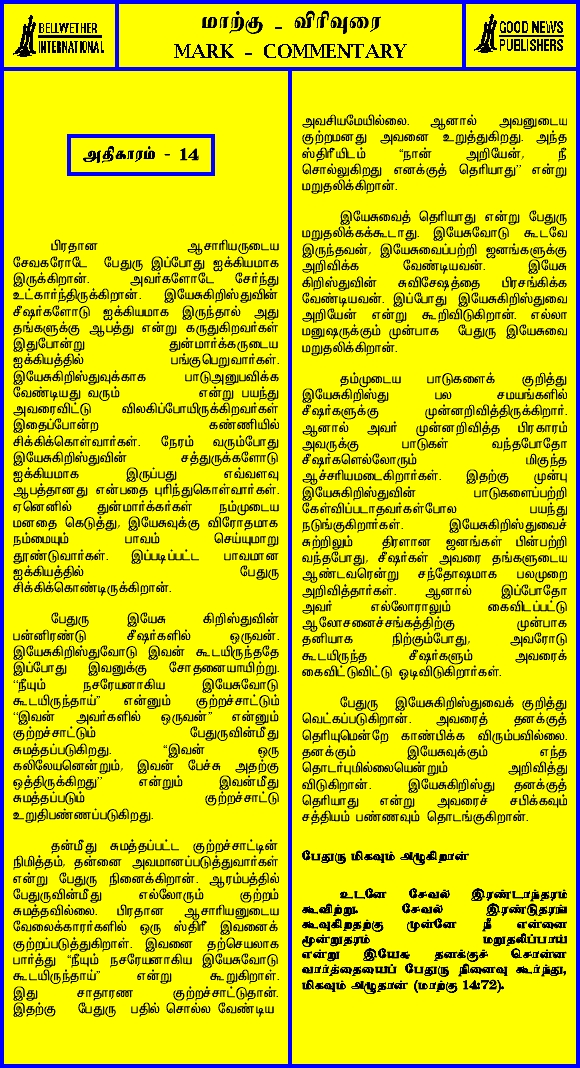 BELLWETHER
INTERNATIONAL
மாற்கு - விரிவுரை
MARK - COMMENTARY
GOOD NEWS
PUBLISHERS
அதிகாரம் - 14
பிரதான ஆசாரியருடைய
சேவகரோடே பேதுரு இப்போது ஐக்கியமாக
இருக்கிறான். அவர்களோடே சேர்ந்து
உட்கார்ந்திருக்கிறான். இயேசுகிறிஸ்துவின்
சீஷர்களோடு ஐக்கியமாக இருந்தால் அது
தங்களுக்கு ஆபத்து என்று கருதுகிறவர்கள்
இதுபோன்று துன்மார்க்கருடைய
ஐக்கியத்தில் பங்குபெறுவார்கள்.
இயேசுகிறிஸ்துவுக்காக பாடுஅனுபவிக்க
வேண்டியது வரும் என்று பயந்து
அவரைவிட்டு விலகிப்போயிருக்கிறவர்கள்
இதைப்போன்ற கண்ணியில்
சிக்கிக்கொள்வார்கள். நேரம் வரும்போது
இயேசுகிறிஸ்துவின் சத்துருக்களோடு
ஐக்கியமாக இருப்பது எவ்வளவு
ஆபத்தானது என்பதை புரிந்துகொள்வார்கள்.
ஏனெனில் துன்மார்க்கர்கள் நம்முடைய
மனதை கெடுத்து, இயேசுவுக்கு விரோதமாக
நம்மையும் பாவம் செய்யுமாறு
தூண்டுவார்கள். இப்படிப்பட்ட பாவமான
ஐக்கியத்தில் பேதுரு
சிக்கிக்கொண்டிருக்கிறான்.
பேதுரு இயேசு கிறிஸ்துவின்
பன்னிரண்டு சீஷர்களில் ஒருவன்.
இயேசுகிறிஸ்துவோடு இவன் கூடயிருந்ததே
இப்போது இவனுக்கு சோதனையாயிற்று.
“நீயும் நசரேயனாகிய இயேசுவோடு
கூடயிருந்தாய்” என்னும் குற்றச்சாட்டும்
“இவன் அவர்களில் ஒருவன்” என்னும்
குற்றச்சாட்டும் பேதுருவின்மீது
சுமத்தப்படுகிறது. “இவன் ஒரு
கலிலேயனென்றும், இவன் பேச்சு அதற்கு
ஒத்திருக்கிறது” என்றும் இவன்மீது
சுமத்தப்படும் குற்றச்சாட்டு
உறுதிபண்ணப்படுகிறது.
தன்மீது சுமத்தப்பட்ட குற்றச்சாட்டின்
நிமித்தம், தன்னை அவமானப்படுத்துவார்கள்
என்று பேதுரு நினைக்கிறான். ஆரம்பத்தில்
பேதுருவின்மீது எல்லோரும் குற்றம்
சுமத்தவில்லை. பிரதான ஆசாரியனுடைய
வேலைக்காரர்களில் ஒரு ஸ்திரீ இவனைக்
குற்றப்படுத்துகிறாள். இவனை தற்செயலாக
பார்த்து “நீயும் நசரேயனாகிய இயேசுவோடு
கூடயிருந்தாய்” என்று கூறுகிறாள்.
இது சாதாரண குற்றச்சாட்டுதான்.
இதற்கு பேதுரு பதில் சொல்ல வேண்டிய
அவசியமேயில்லை. ஆனால் அவனுடைய
குற்றமனது அவனை உறுத்துகிறது. அந்த
ஸ்திரீயிடம் “நான் அறியேன், நீ
சொல்லுகிறது எனக்குத் தெரியாது” என்று
மறுதலிக்கிறான்.
இயேசுவைத் தெரியாது என்று பேதுரு
மறுதலிக்கக்கூடாது. இயேசுவோடு கூடவே
இருந்தவன், இயேசுவைப்பற்றி ஜனங்களுக்கு
அறிவிக்க வேண்டியவன். இயேசு
கிறிஸ்துவின் சுவிசேஷத்தை பிரசங்கிக்க
வேண்டியவன். இப்போது இயேசுகிறிஸ்துவை
அறியேன் என்று கூறிவிடுகிறான். எல்லா
மனுஷருக்கும் முன்பாக பேதுரு இயேசுவை
மறுதலிக்கிறான்.
தம்முடைய பாடுகளைக் குறித்து
இயேசுகிறிஸ்து பல சமயங்களில்
சீஷர்களுக்கு முன்னறிவித்திருக்கிறார்.
ஆனால் அவர் முன்னறிவித்த பிரகாரம்
அவருக்கு பாடுகள் வந்தபோதோ
சீஷர்களெல்லோரும் மிகுந்த
ஆச்சரியமடைகிறார்கள். இதற்கு முன்பு
இயேசுகிறிஸ்துவின் பாடுகளைப்பற்றி
கேள்விப்படாதவர்கள்போல பயந்து
நடுங்குகிறார்கள். இயேசுகிறிஸ்துவைச்
சுற்றிலும் திரளான ஜனங்கள் பின்பற்றி
வந்தபோது, சீஷர்கள் அவரை தங்களுடைய
ஆண்டவரென்று சந்தோஷமாக பலமுறை
அறிவித்தார்கள். ஆனால் இப்போதோ
அவர் எல்லோராலும் கைவிடப்பட்டு
ஆலோசனைச்சங்கத்திற்கு முன்பாக
தனியாக நிற்கும்போது, அவரோடு
கூடயிருந்த சீஷர்களும் அவரைக்
கைவிட்டுவிட்டு ஓடிவிடுகிறார்கள்.
பேதுரு இயேசுகிறிஸ்துவைக் குறித்து
வெட்கப்படுகிறான். அவரைத் தனக்குத்
தெரியுமென்றே காண்பிக்க விரும்பவில்லை.
தனக்கும் இயேசுவுக்கும் எந்த
தொடர்புமில்லையென்றும் அறிவித்து
விடுகிறான். இயேசுகிறிஸ்து தனக்குத்
தெரியாது என்று அவரைச் சபிக்கவும்
சத்தியம் பண்ணவும் தொடங்குகிறான்.
பேதுரு மிகவும் அழுகிறான்
உடனே சேவல் இரண்டாந்தரம்
கூவிற்று. சேவல் இரண்டுதரங்
கூவுகிறதற்கு முன்னே நீ என்னை
மூன்றுதரம் மறுதலிப்பாய்
என்று இயேசு தனக்குச் சொன்ன
வார்த்தையைப் பேதுரு நினைவு கூர்ந்து,
மிகவும் அழுதான் (மாற்கு 14:72).